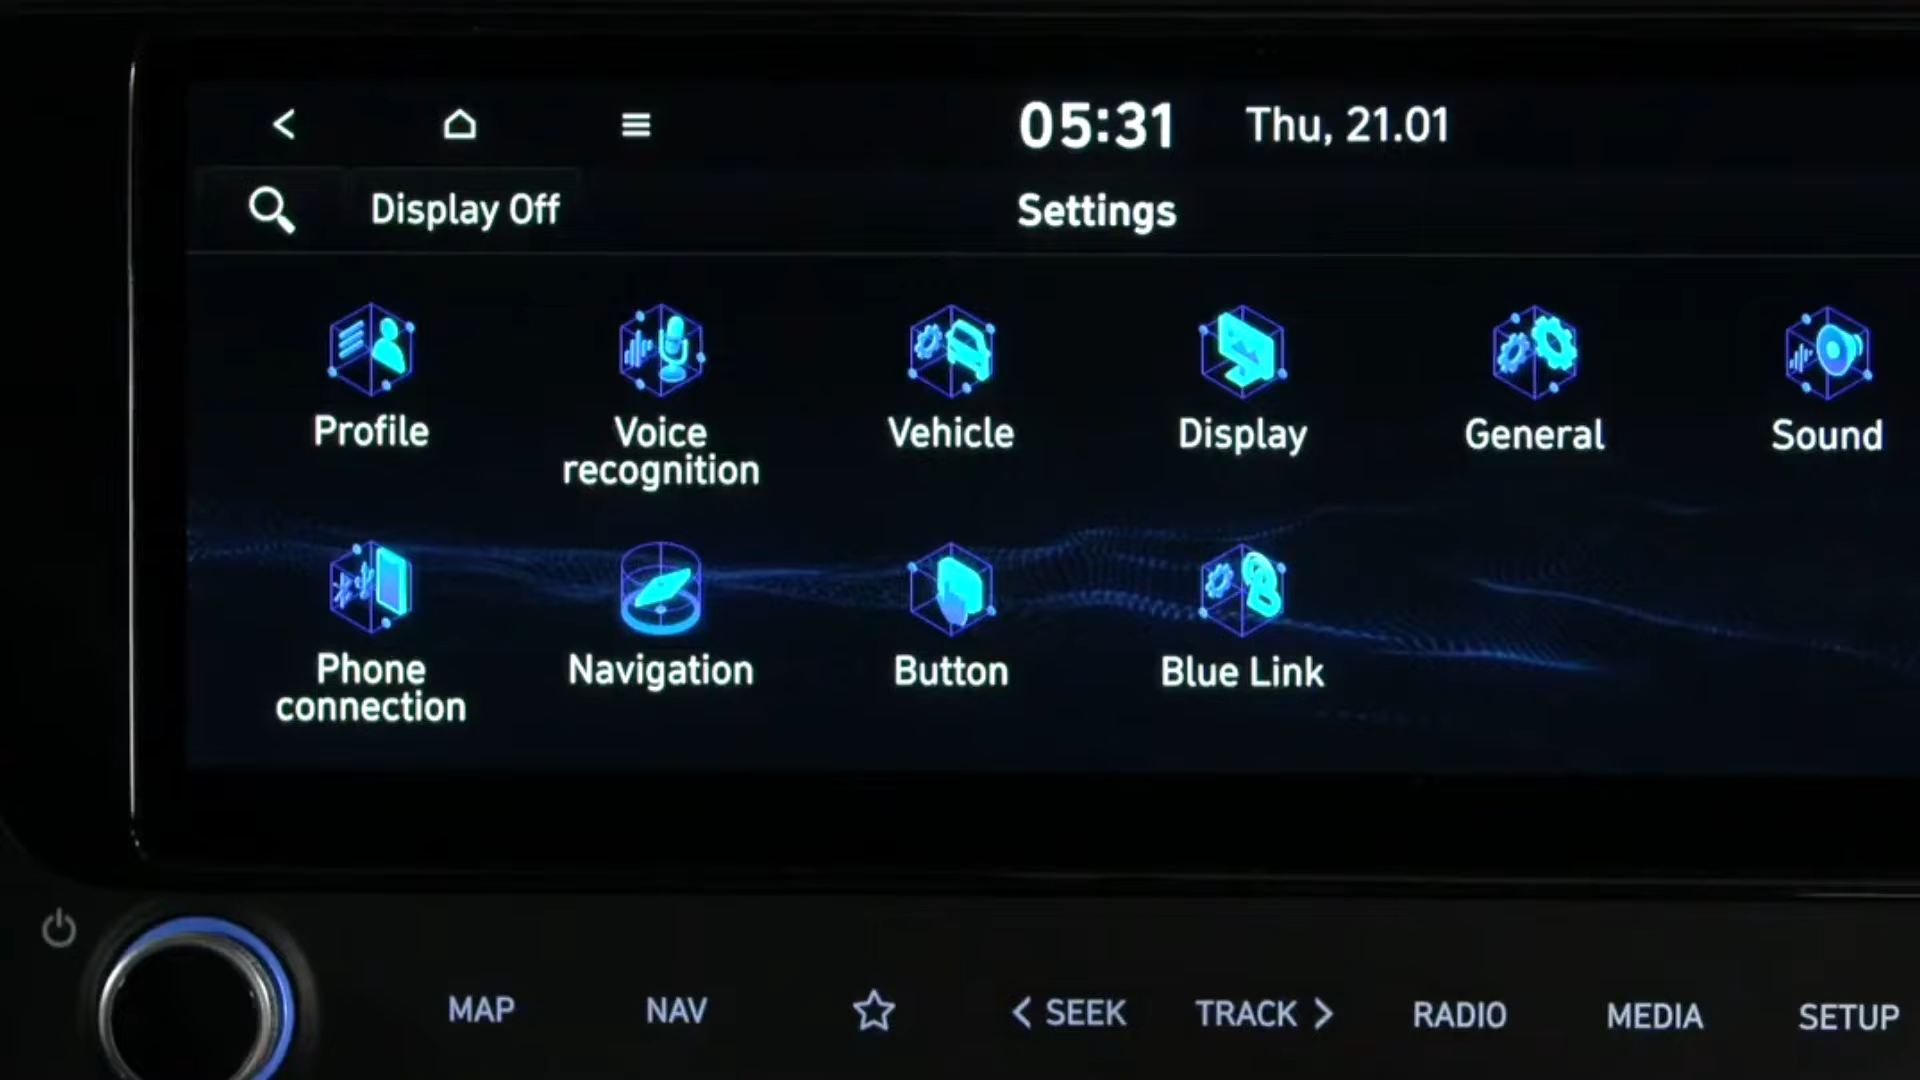 05:31 Thu, 21.01
Display Off Settings
Profile
Voice
recognition
Vehicle
Display
General
Sound
Phone
connection
Navigation
Button
Blue Link
MAP NAV < SEEK TRACK > RADIO MEDIA SETUP